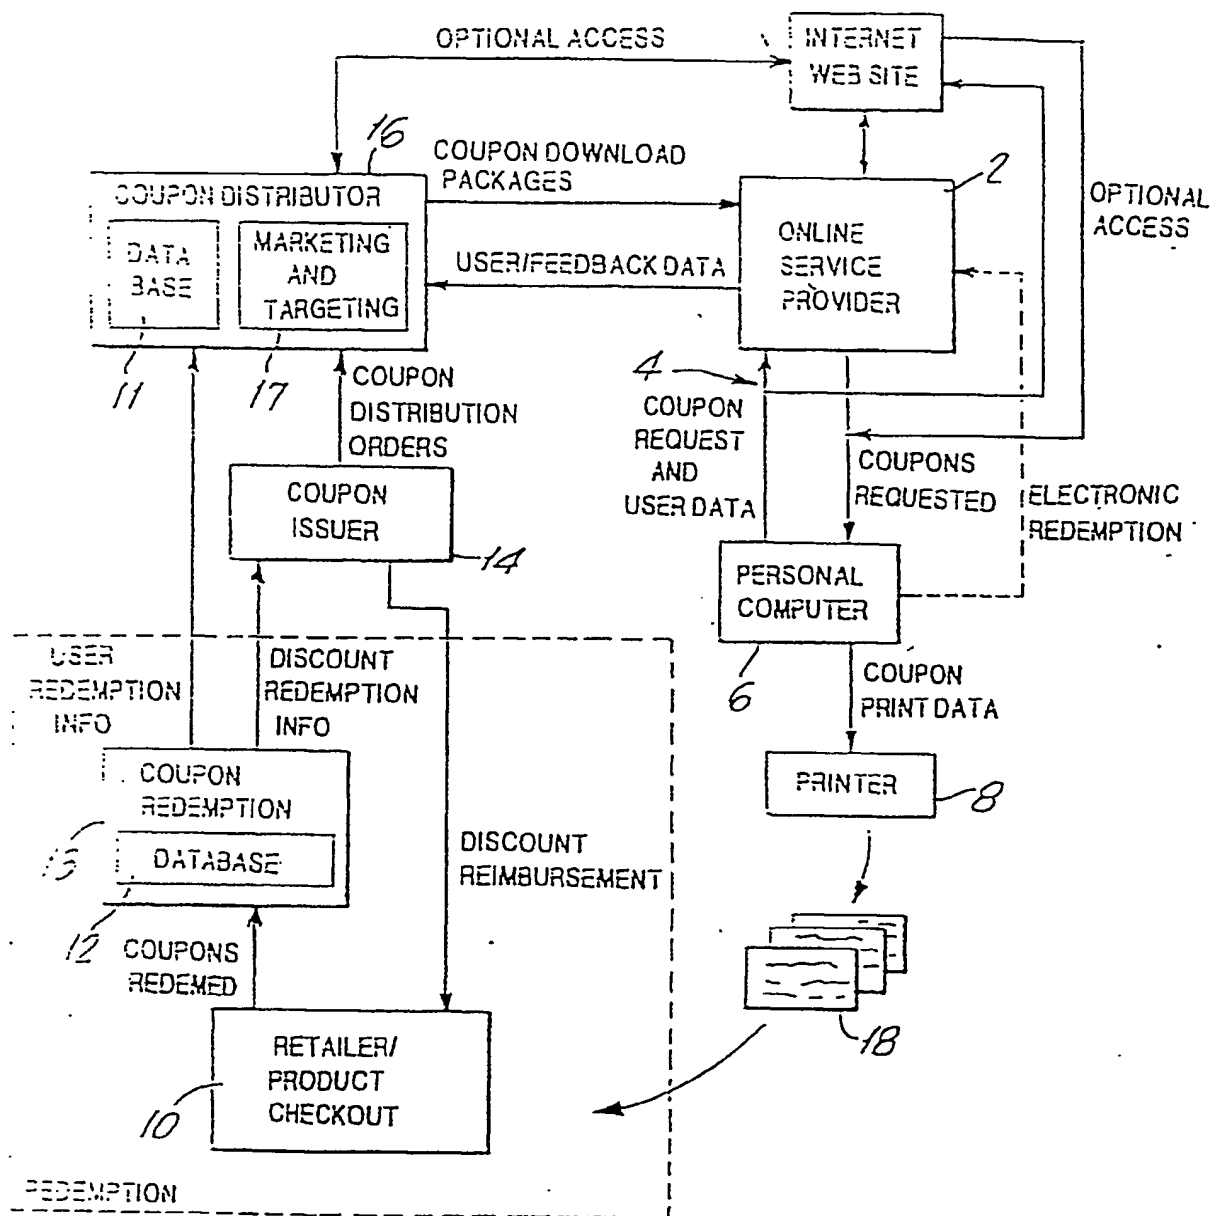 OPTIONAL ACCESS
INTERNET
WEB SITE
16
COUPON DOWNLOAD
PACKAGES
2
OPTIONAL
ACCESS
COUPON DISTRIBUTOR
DATA
BASE
MARKETING
AND
TARGETING
USER/FEEDBACK DATA
ONLINE
SERVICE
PROVIDER
11
17
COUPON
DISTRIBUTION
ORDERS
4
COUPON
REQUEST
AND
USER DATA
COUPONS
REQUESTED
ELECTRONIC
REDEMPTION
COUPON
ISSUER
14
PERSONAL
COMPUTER
6
USER
REDEMPTION
INFO
DISCOUNT
REDEMPTION
INFO
COUPON
PRINT DATA
COUPON
REDEMPTION
DATABASE
12
PRINTER
8
DISCOUNT
REIMBURSEMENT
COUPONS
REDEMED
18
RETAILER/
PRODUCT
CHECKOUT
10
REDEMPTION